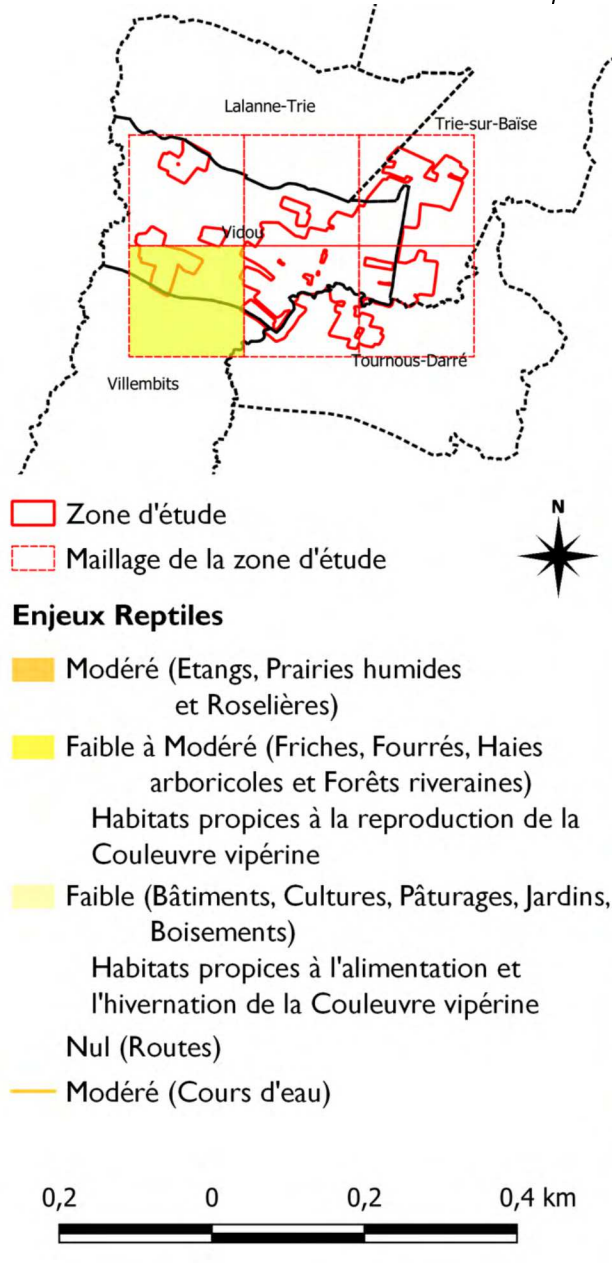 Lalanne-Trie
Trie-sur-Baïse
Vidou
Tournous-Darré
Villembits
Zone d'étude
N
Maillage de la zone d'étude
Enjeux Reptiles
Modéré (Etangs, Prairies humides
et Roselières)
Faible à Modéré (Friches, Fourrés, Haies
arboricoles et Forêts riveraines)
Habitats propices à la reproduction de la
Couleuvre vipérine
Faible (Bâtiments, Cultures, Pâturages, Jardins,
Boisements)
Habitats propices à l'alimentation et
l'hivernation de la Couleuvre vipérine
Nul (Routes)
Modéré (Cours d'eau)
0,2 0 0,2 0,4 km